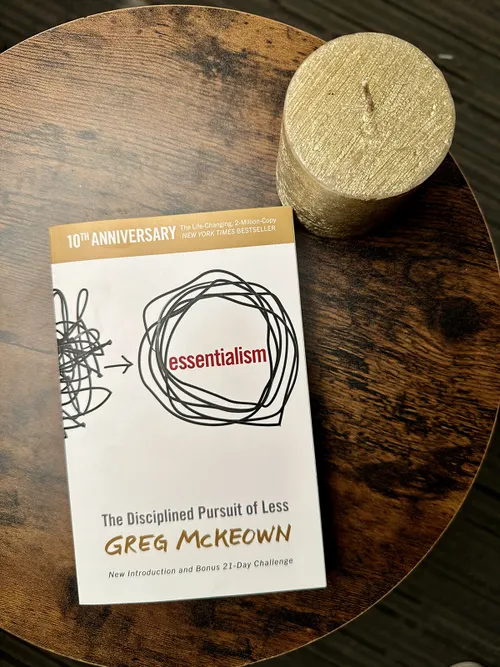 10TH ANNIVERSARY
The Life-Changing, 2-Million-Copy
NEW YORK TIMES BESTSELLER
essentialism
The Disciplined Pursuit of Less
GREG McKEOWN
New Introduction and Bonus 21-Day Challenge